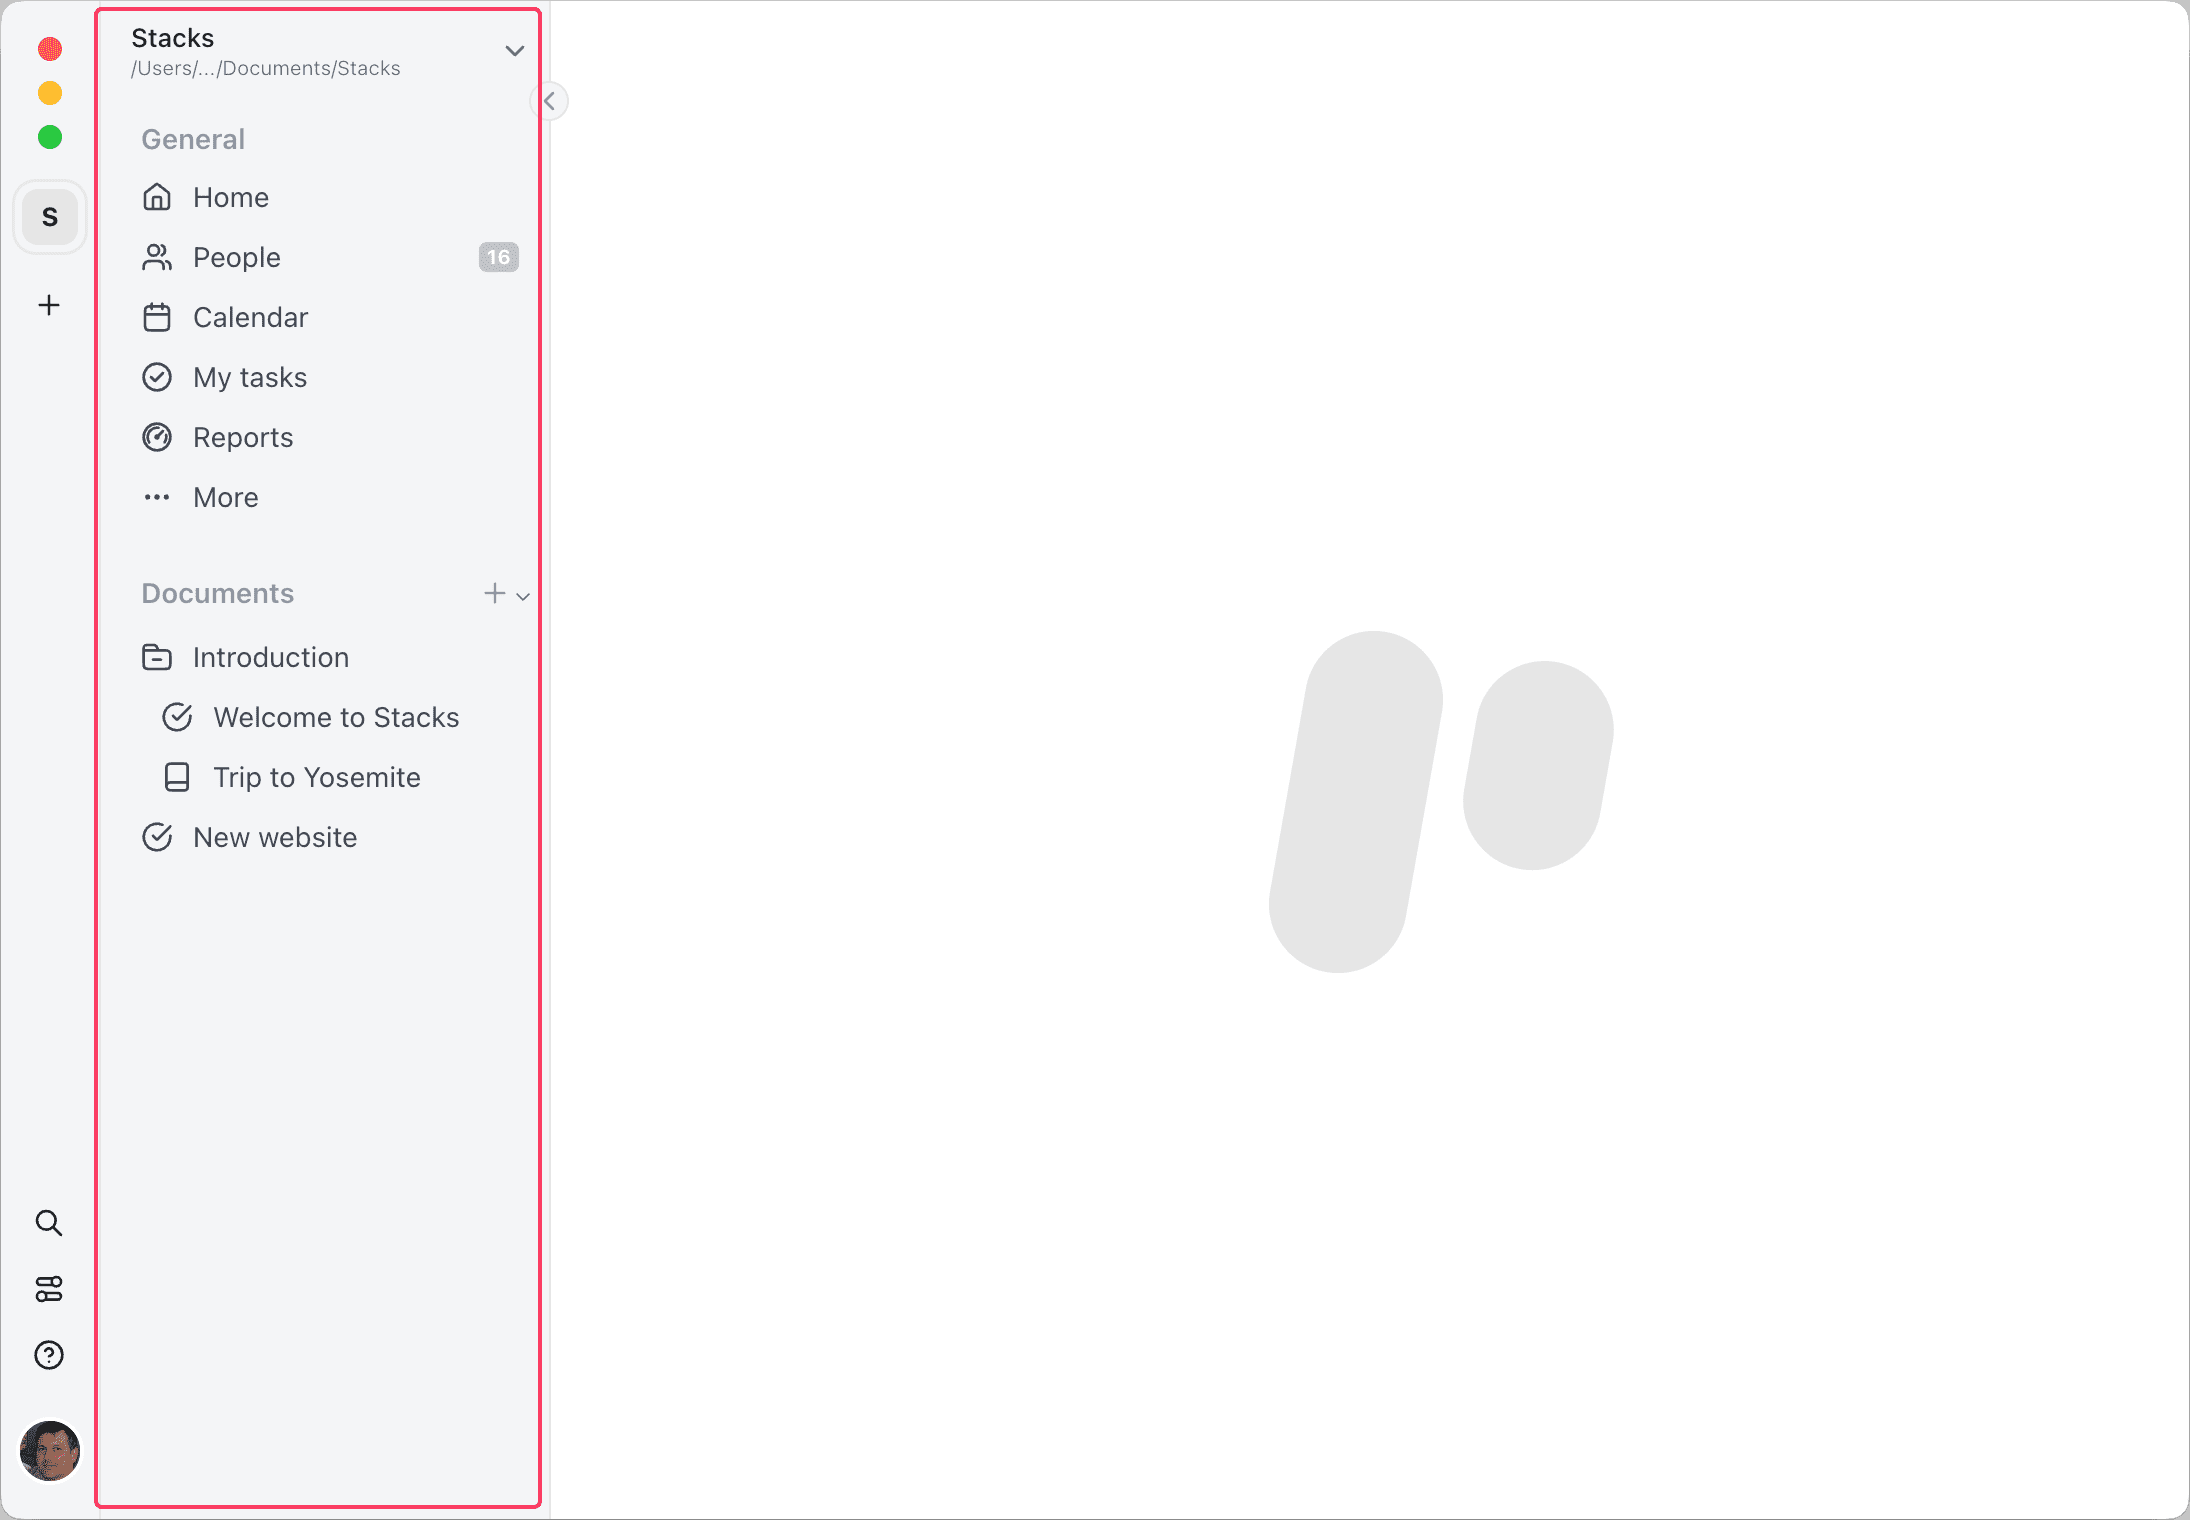 Stacks
/Users/.../Documents/Stacks
S
General
Home
People 16
Calendar
My tasks
Reports
More
Documents
Introduction
Welcome to Stacks
Trip to Yosemite
New website